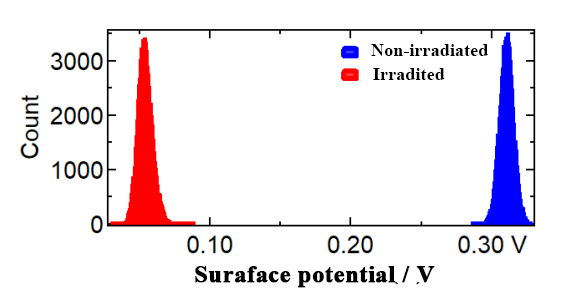 3000
2000
1000
0
Count
Non-irradiated
Irradited
0.10
0.20
0.30 V
Suraface potential / V